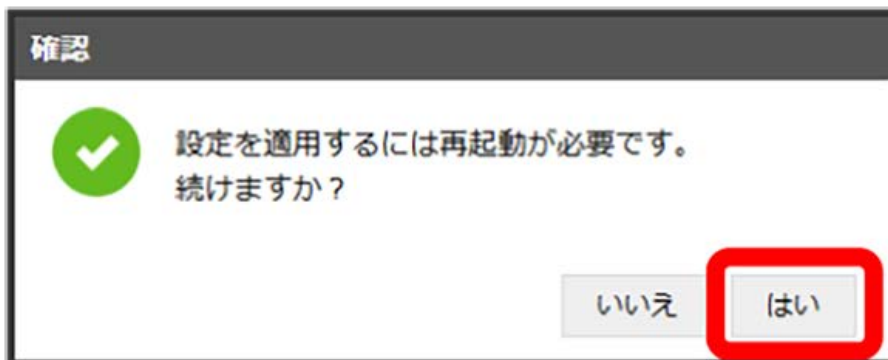 確認
設定を適用するには再起動が必要です。
続けますか？
いいえ
はい